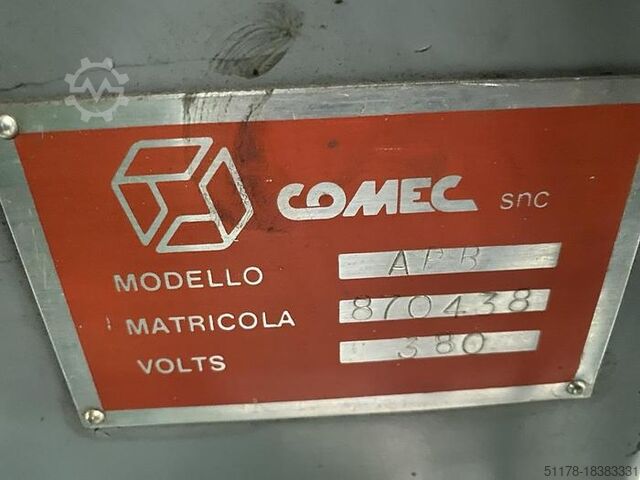 COMEC snc
MODELLO APB
MATRICOLA 870438
VOLTS 380
51178-18383331